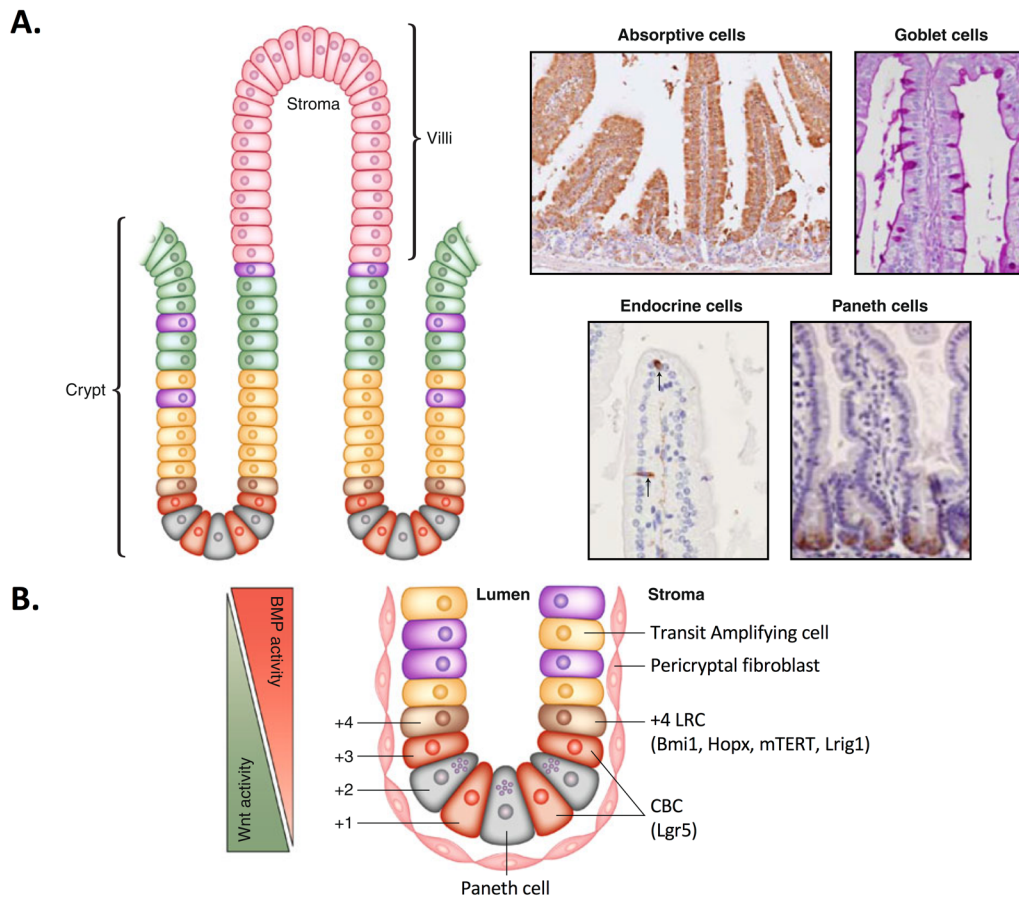 A.
Stroma
Villi
Crypt
Absorptive cells
Goblet cells
Endocrine cells
Paneth cells
B.
BMP activity
Wnt activity
Lumen
Stroma
Transit Amplifying cell
Pericryptal fibroblast
+4
+4 LRC
(Bmi1, Hopx, mTERT, Lrig1)
+3
+2
+1
CBC
(Lgr5)
Paneth cell